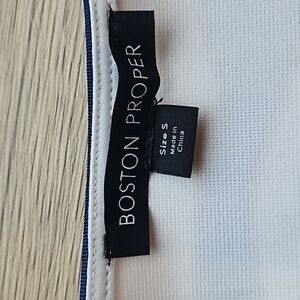 BOSTON PROPER
Size S
Made in
China